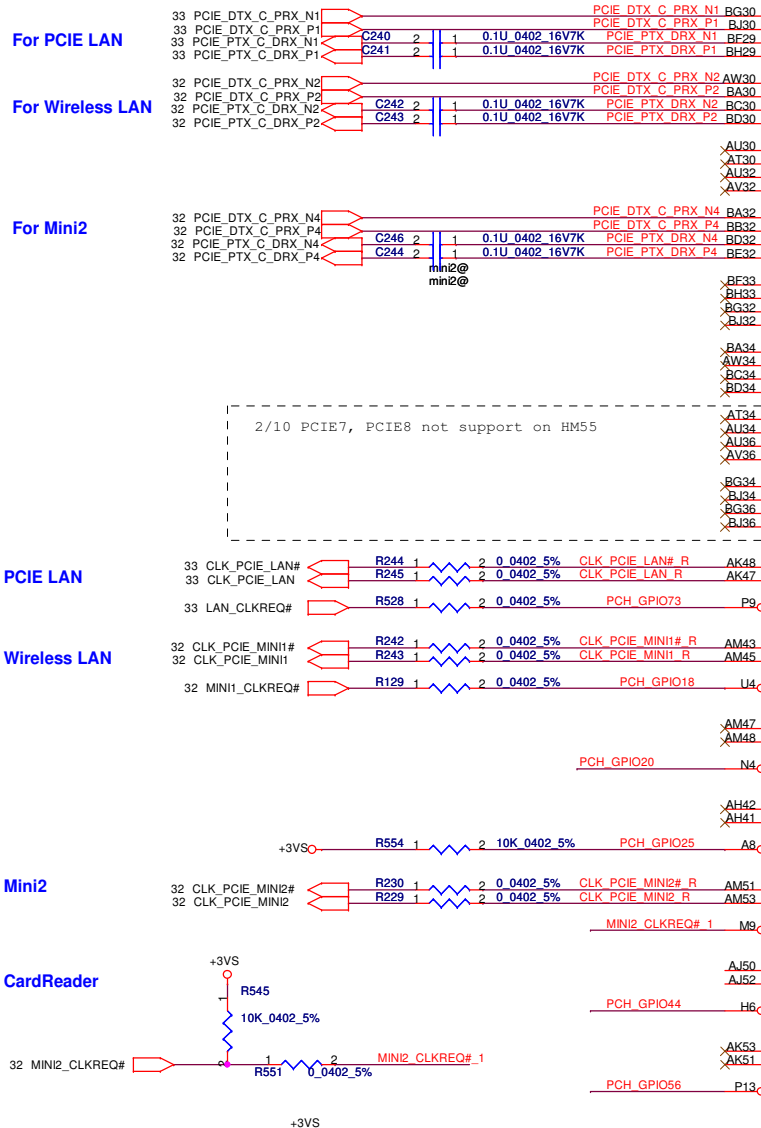 33 PCIE_DTX_C_PRX_N1 PCIE_DTX_C_PRX_N1 BG30
For PCIE LAN
33 PCIE_DTX_C_PRX_P1 PCIE_DTX_C_PRX_P1 BJ30
33 PCIE_PTX_C_DRX_N1 C240 2 1 0.1U_0402_16V7K PCIE_PTX_DRX_N1 BF29
33 PCIE_PTX_C_DRX_P1 C241 2 1 0.1U_0402_16V7K PCIE_PTX_DRX_P1 BH29
32 PCIE_DTX_C_PRX_N2 PCIE_DTX_C_PRX_N2 AW30
For Wireless LAN
32 PCIE_DTX_C_PRX_P2 PCIE_DTX_C_PRX_P2 BA30
32 PCIE_PTX_C_DRX_N2 C242 2 1 0.1U_0402_16V7K PCIE_PTX_DRX_N2 BC30
32 PCIE_PTX_C_DRX_P2 C243 2 1 0.1U_0402_16V7K PCIE_PTX_DRX_P2 BD30
AU30
AT30
AU32
AV32
32 PCIE_DTX_C_PRX_N4 PCIE_DTX_C_PRX_N4 BA32
For Mini2
32 PCIE_DTX_C_PRX_P4 PCIE_DTX_C_PRX_P4 BB32
32 PCIE_PTX_C_DRX_N4 C246 2 1 0.1U_0402_16V7K PCIE_PTX_DRX_N4 BD32
32 PCIE_PTX_C_DRX_P4 C244 2 1 0.1U_0402_16V7K PCIE_PTX_DRX_P4 BE32
mini2@
mini2@
BF33
BH33
BG32
BJ32
BA34
AW34
BC34
BD34
AT34
2/10 PCIE7, PCIE8 not support on HM55
AU34
AU36
AV36
BG34
BJ34
BG36
BJ36
33 CLK_PCIE_LAN# R244 1 2 0_0402_5% CLK_PCIE_LAN#_R AK48
PCIE LAN
33 CLK_PCIE_LAN R245 1 2 0_0402_5% CLK_PCIE_LAN_R AK47
33 LAN_CLKREQ# R528 1 2 0_0402_5% PCH_GPIO73 P9
32 CLK_PCIE_MINI1# R242 1 2 0_0402_5% CLK_PCIE_MINI1#_R AM43
Wireless LAN
32 CLK_PCIE_MINI1 R243 1 2 0_0402_5% CLK_PCIE_MINI1_R AM45
32 MINI1_CLKREQ# R129 1 2 0_0402_5% PCH_GPIO18 U4
AM47
AM48
PCH_GPIO20 N4
AH42
AH41
+3VS R554 1 2 10K_0402_5% PCH_GPIO25 A8
Mini2
32 CLK_PCIE_MINI2# R230 1 2 0_0402_5% CLK_PCIE_MINI2#_R AM51
32 CLK_PCIE_MINI2 R229 1 2 0_0402_5% CLK_PCIE_MINI2_R AM53
MINI2_CLKREQ#_1 M9
+3VS
AJ50
CardReader
AJ52
1 R545
PCH_GPIO44 H6
10K_0402_5%
AK53
2
32 MINI2_CLKREQ# 1 2 MINI2_CLKREQ#_1 AK51
R551 0_0402_5%
PCH_GPIO56 P13
+3VS